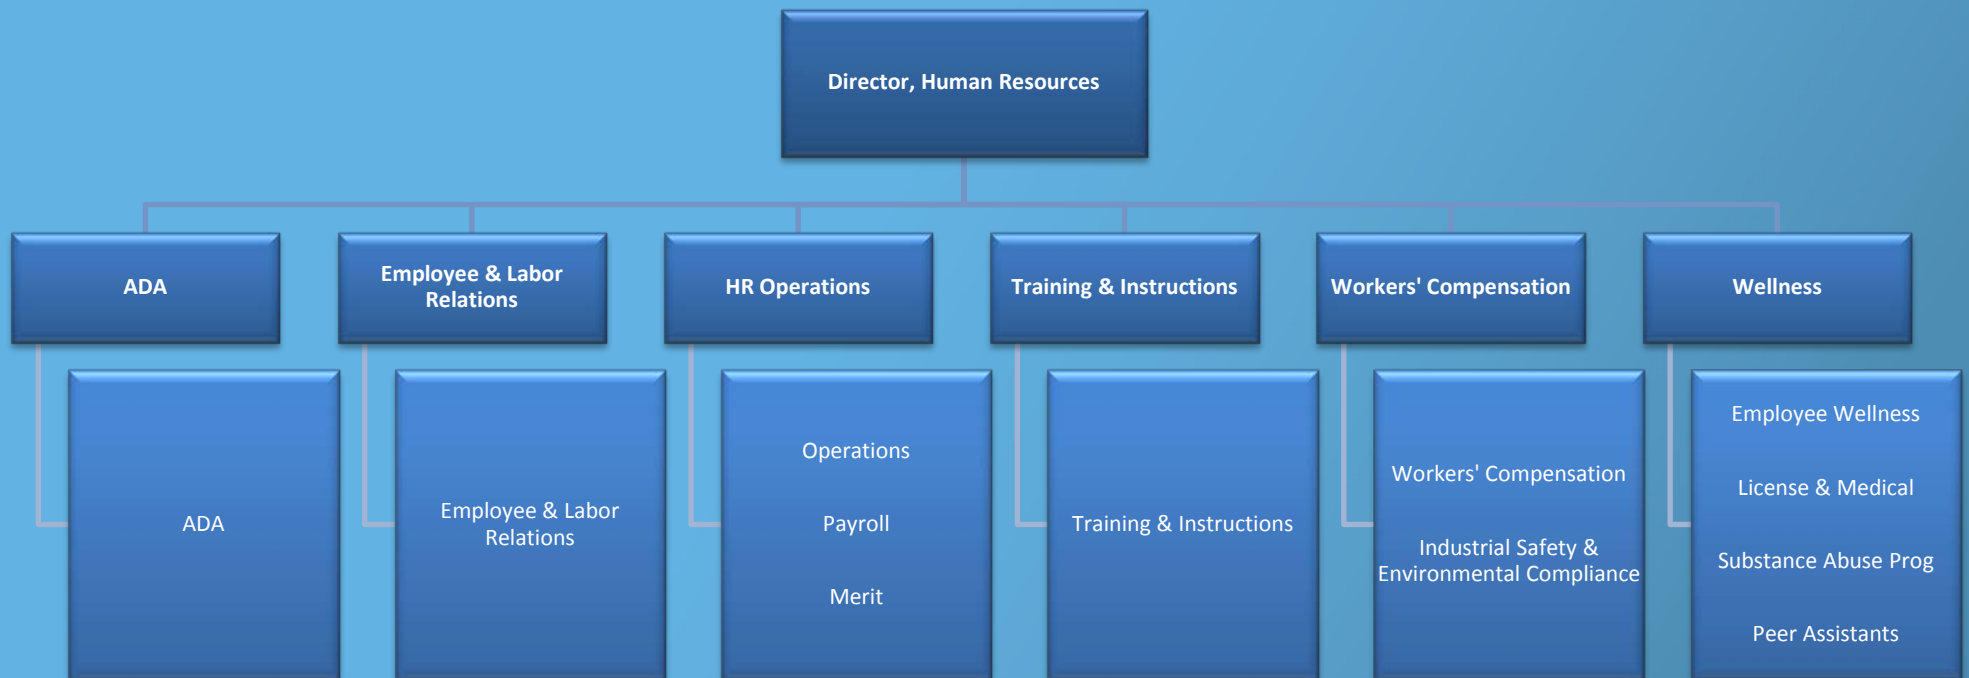 Director, Human Resources
ADA
Employee & Labor
Relations
HR Operations
Training & Instructions
Workers' Compensation
Wellness
ADA
Employee & Labor
Relations
Operations
Payroll
Merit
Training & Instructions
Workers' Compensation
Industrial Safety &
Environmental Compliance
Employee Wellness
License & Medical
Substance Abuse Prog
Peer Assistants